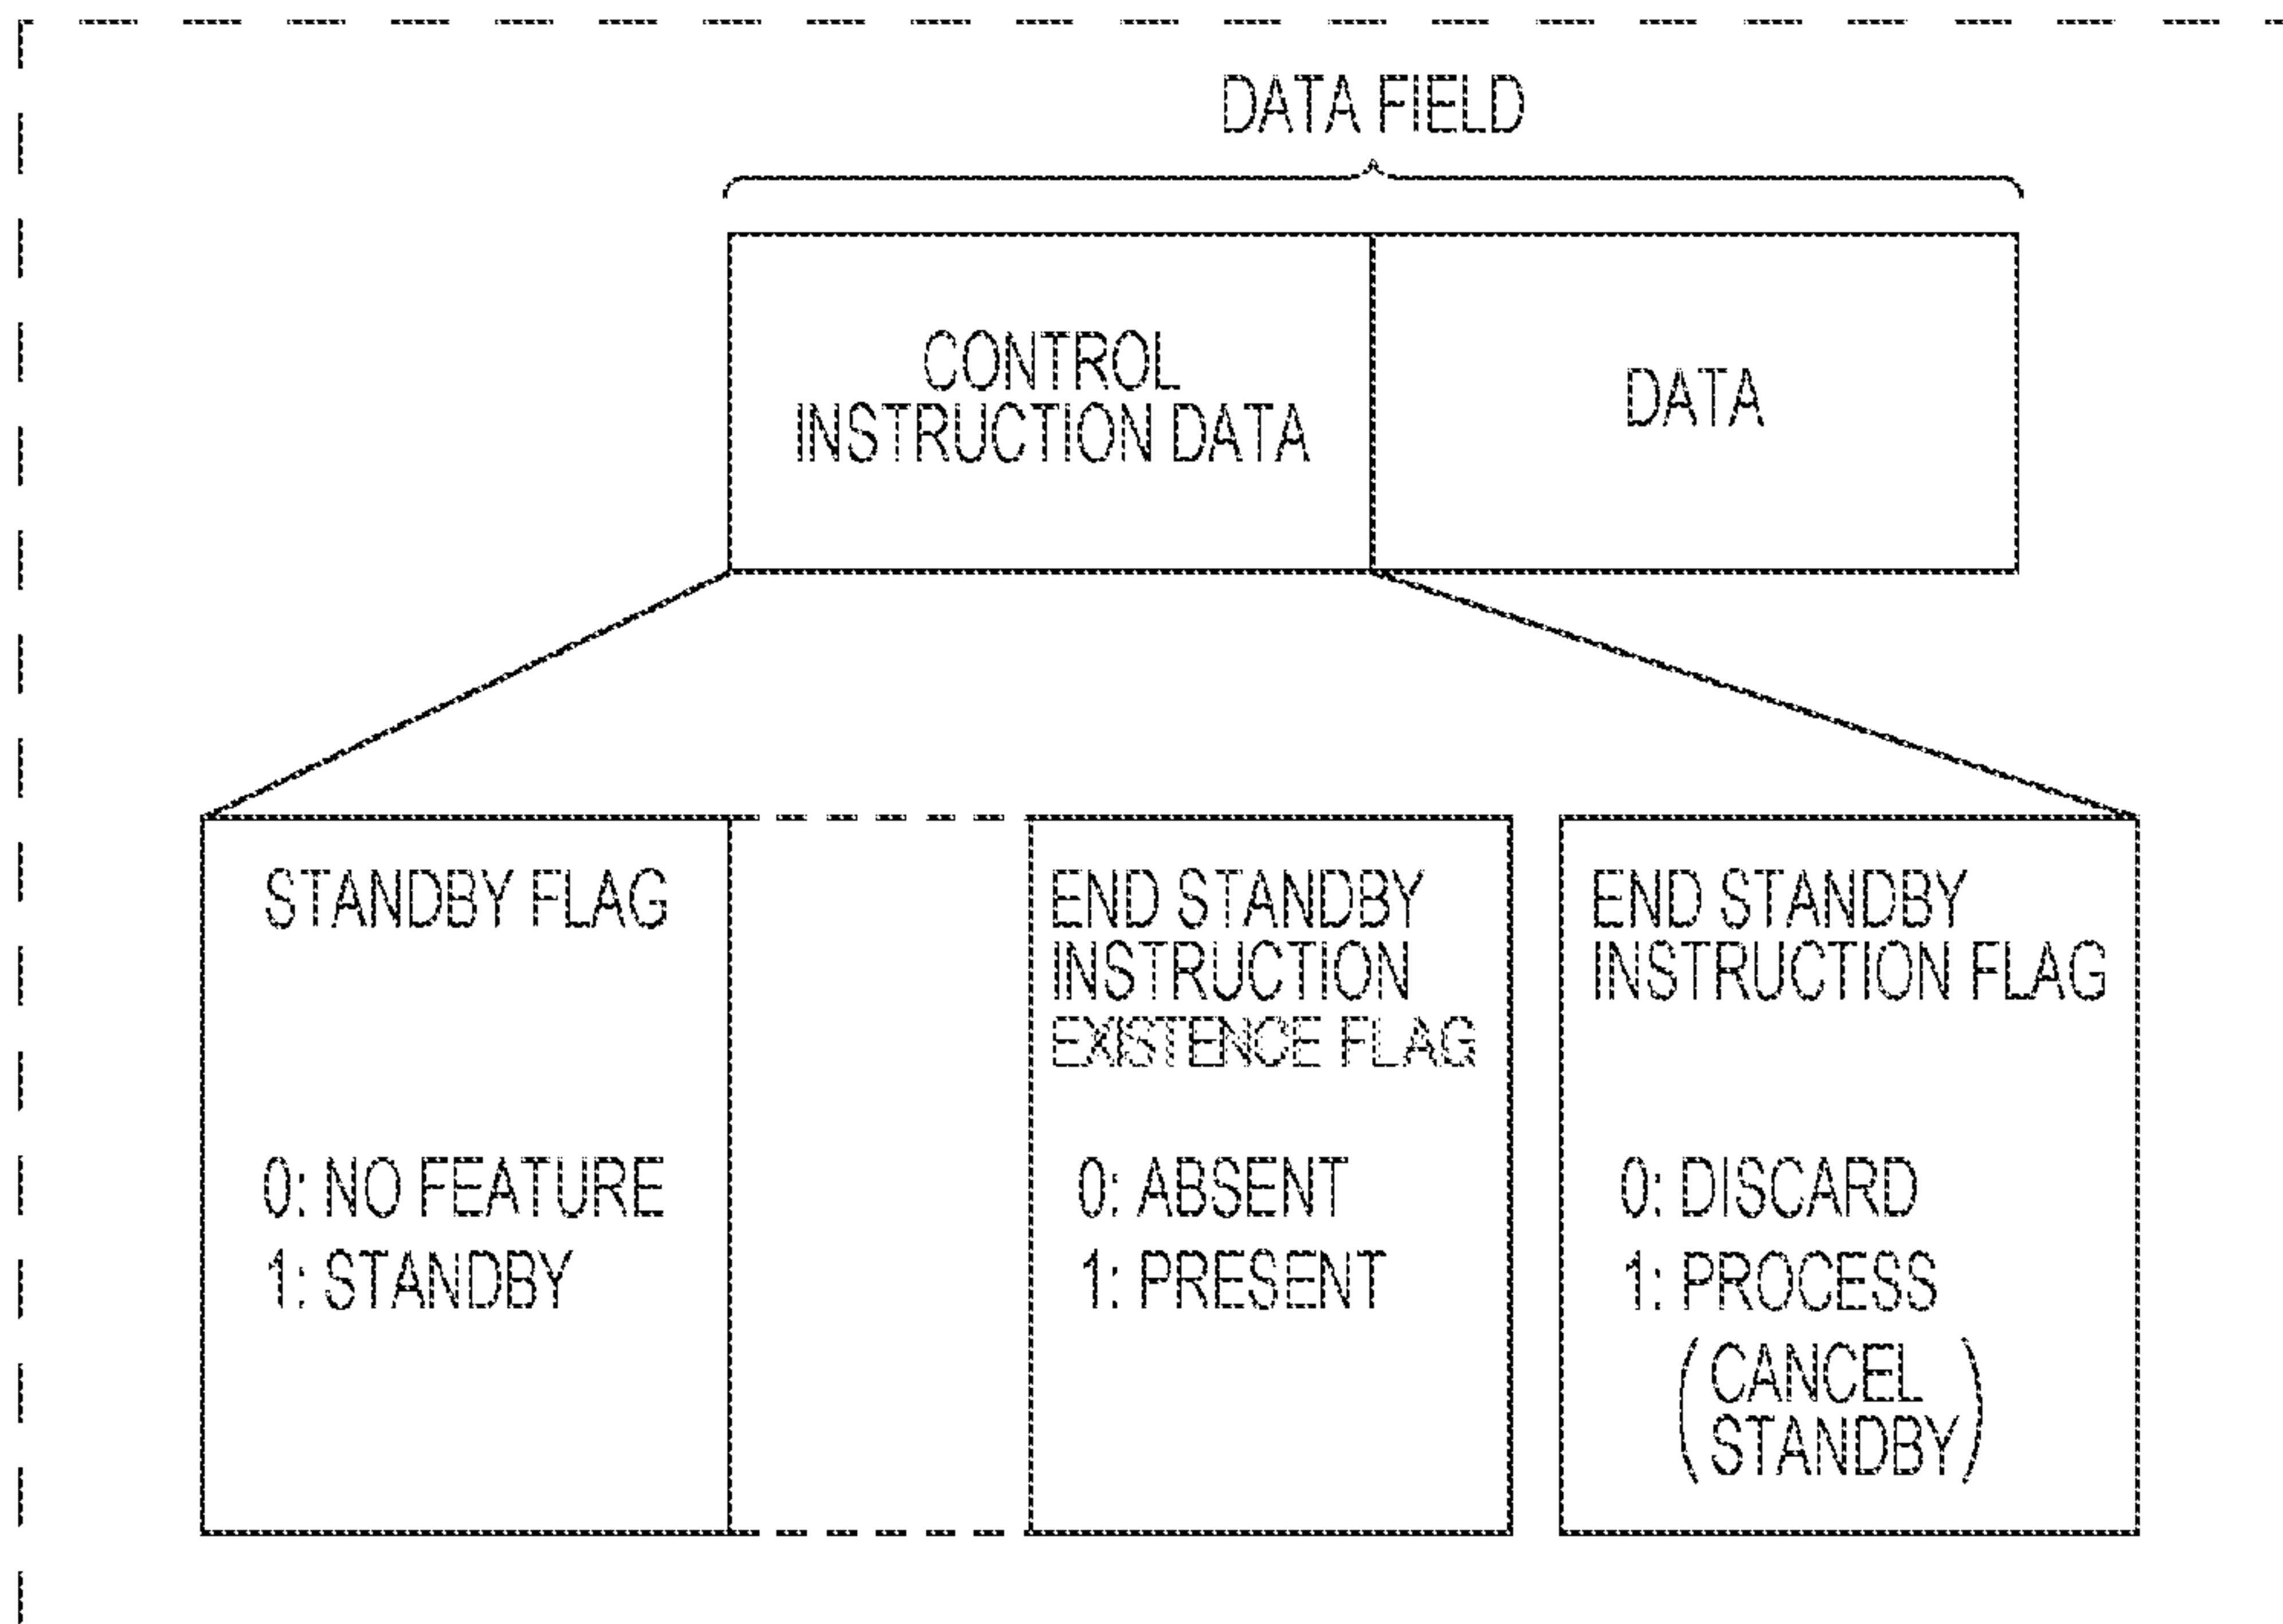 DATA FIELD
CONTROL
INSTRUCTION DATA
DATA
STANDBY FLAG
0: NO FEATURE
1: STANDBY
END STANDBY
INSTRUCTION
EXISTENCE FLAG
0: ABSENT
1: PRESENT
END STANDBY
INSTRUCTION FLAG
0: DISCARD
1: PROCESS
(CANCEL
STANDBY)